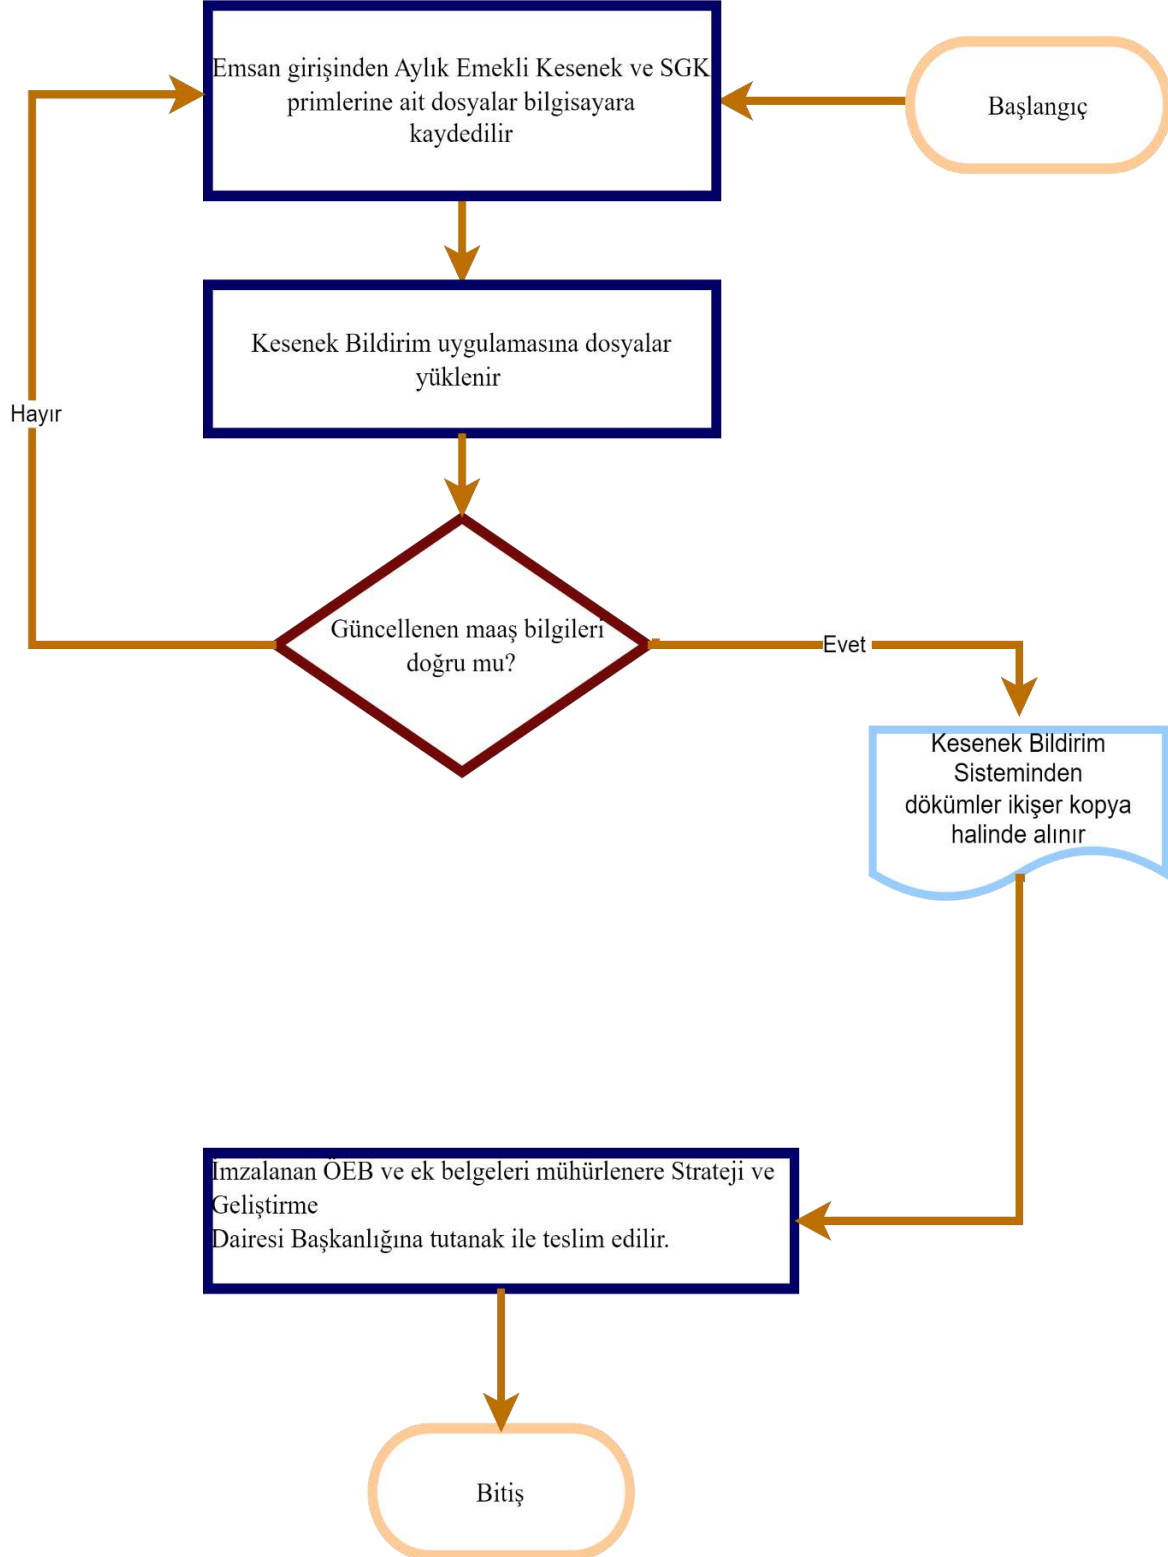 Başlangıç
Emsan girişinden Aylık Emekli Kesenek ve SGK
primlerine ait dosyalar bilgisayara
kaydedilir
Kesenek Bildirim uygulamasına dosyalar
yüklenir
Hayır
Güncellenen maaş bilgileri
doğru mu?
Evet
Kesenek Bildirim
Sisteminden
dökümler ikişer kopya
halinde alınır
İmzalanan ÖEB ve ek belgeleri mühürlenere Strateji ve
Geliştirme
Dairesi Başkanlığına tutanak ile teslim edilir.
Bitiş